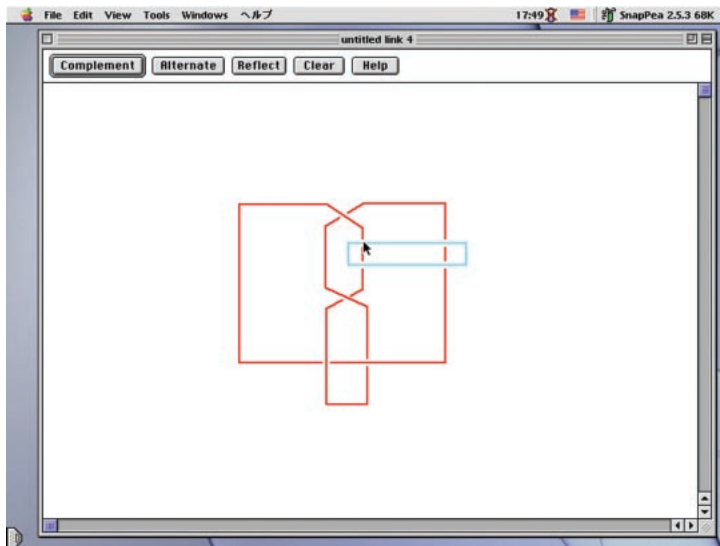 File Edit View Tools Windows ヘルプ 17:49 SnapPea 2.5.3 68K
untitled link 4
Complement Alternate Reflect Clear Help